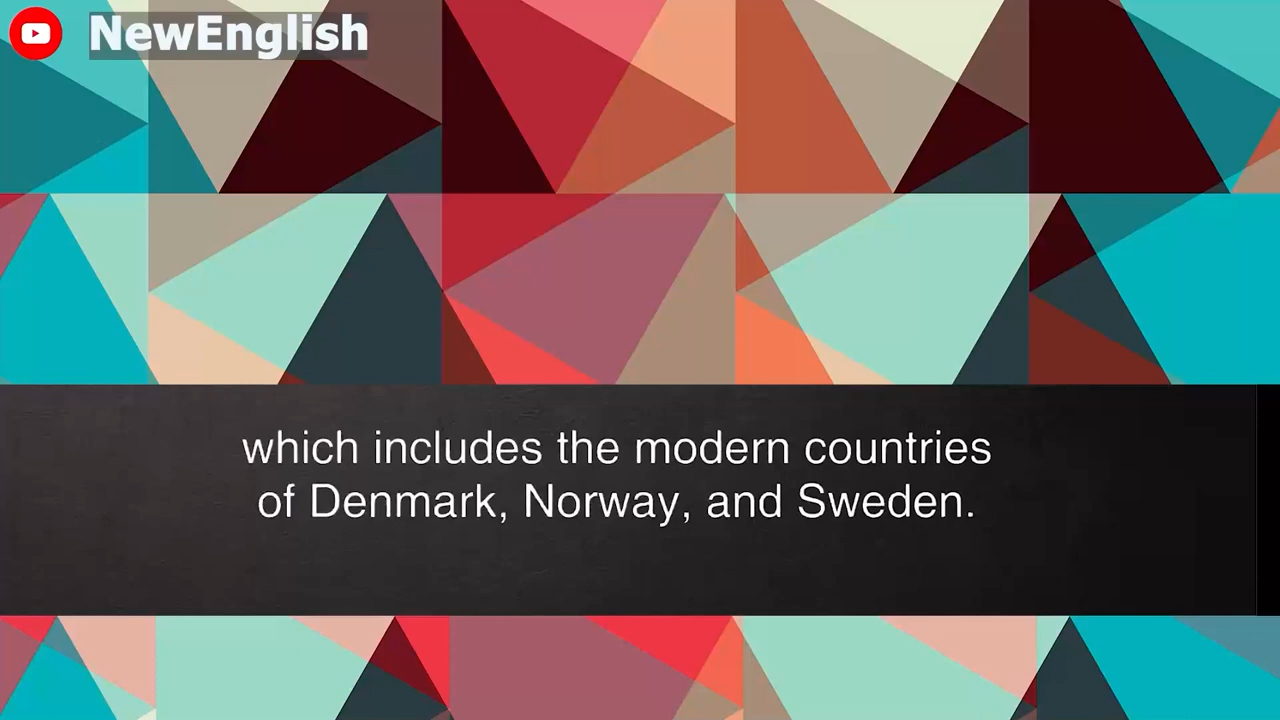 NewEnglish
which includes the modern countries
of Denmark, Norway, and Sweden.